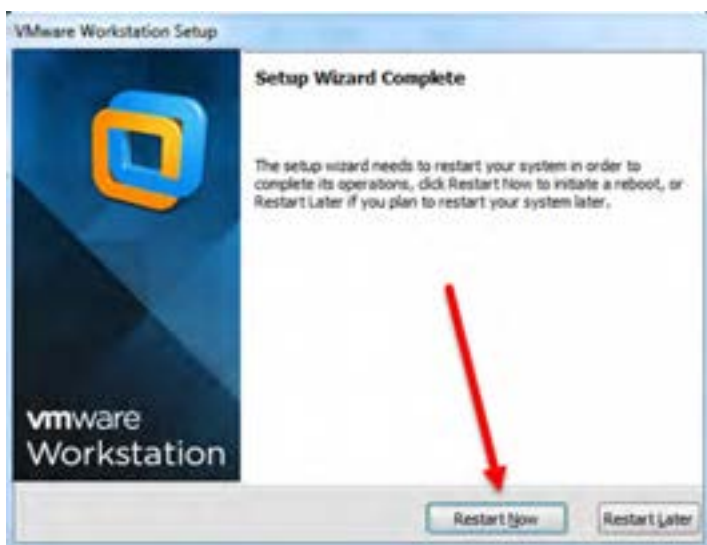 VMware Workstation Setup
Setup Wizard Complete
The setup wizard needs to restart your system in order to
complete its operations, click Restart Now to initiate a reboot, or
Restart Later if you plan to restart your system later.
vmware
Workstation
Restart Now
Restart Later